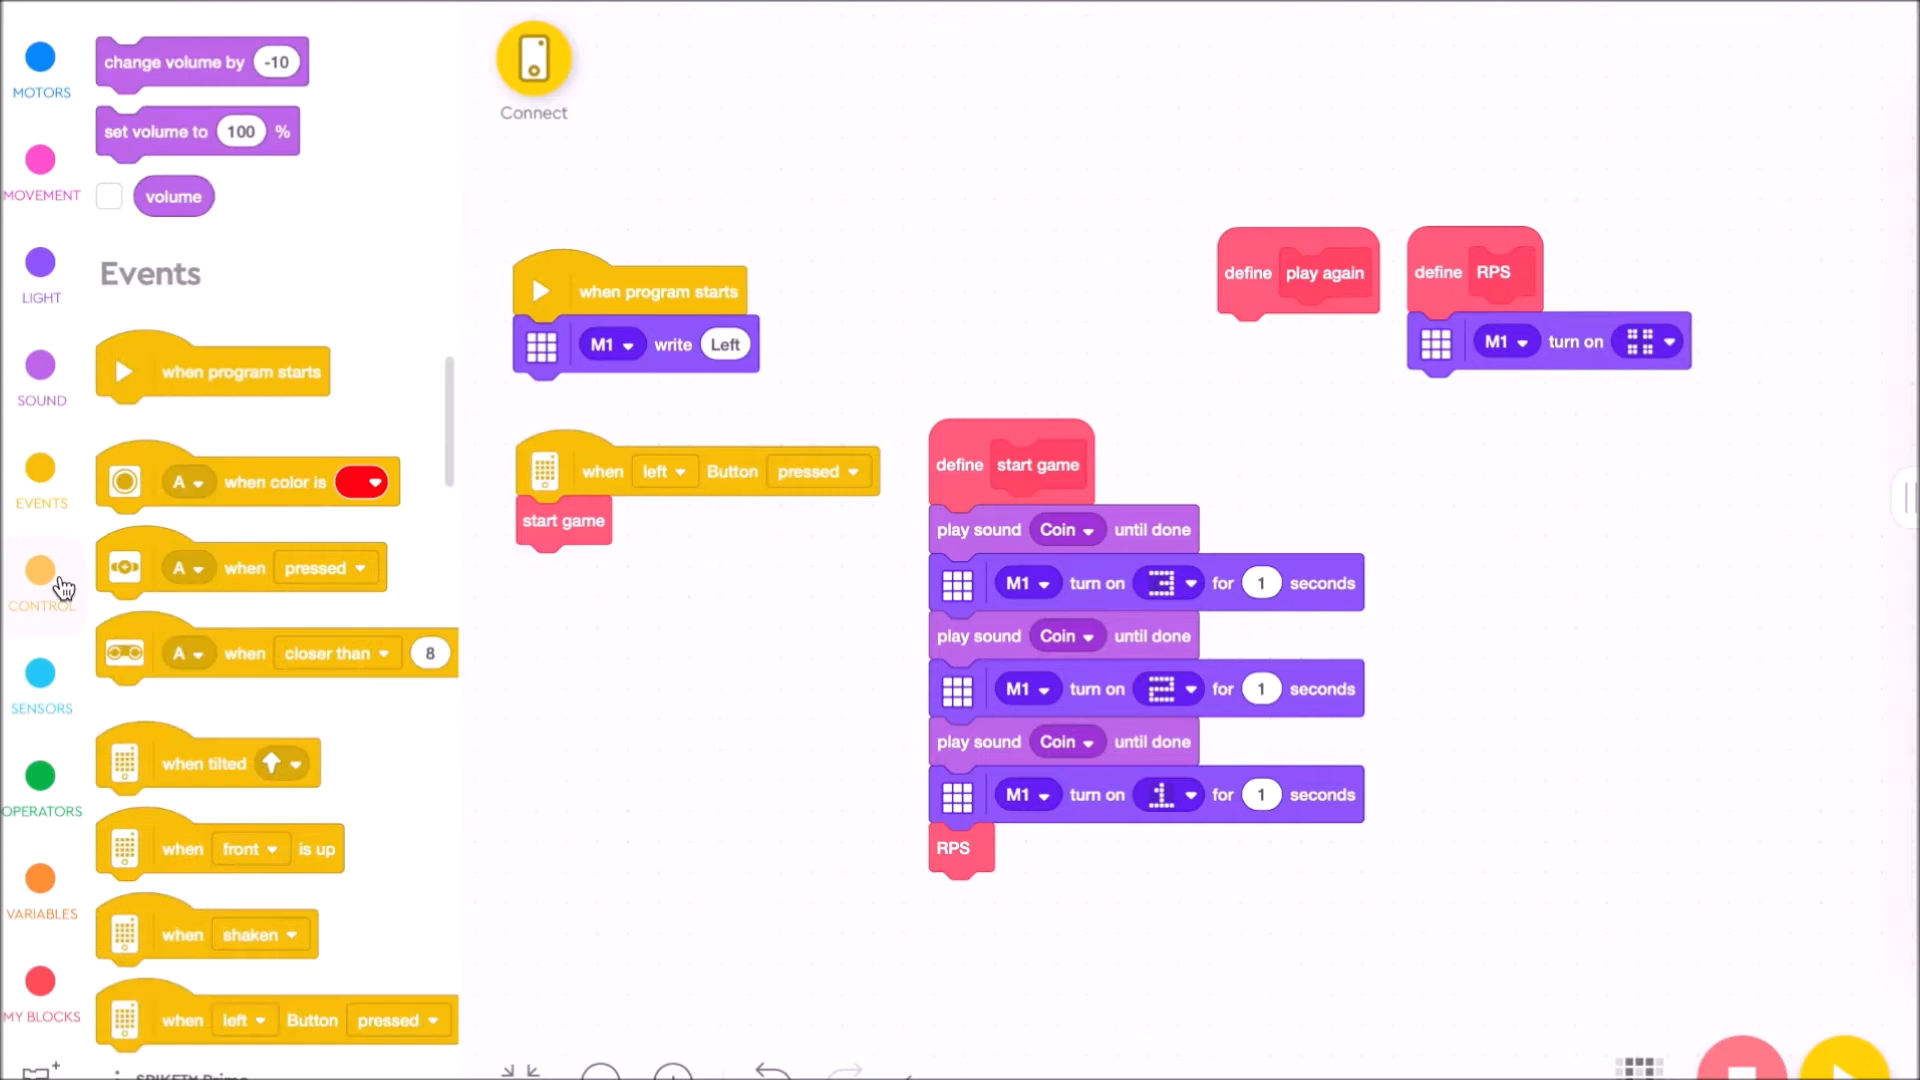 MOTORS
MOVEMENT
LIGHT
SOUND
EVENTS
CONTROL
SENSORS
OPERATORS
VARIABLES
MY BLOCKS
change volume by -10
set volume to 100 %
volume
Events
when program starts
A when color is
A when pressed
A when closer than 8
when tilted
when front is up
when shaken
when left Button pressed
Connect
when program starts
M1 write Left
when left Button pressed
start game
define start game
play sound Coin until done
M1 turn on for 1 seconds
play sound Coin until done
M1 turn on for 1 seconds
play sound Coin until done
M1 turn on for 1 seconds
RPS
define play again
define RPS
M1 turn on